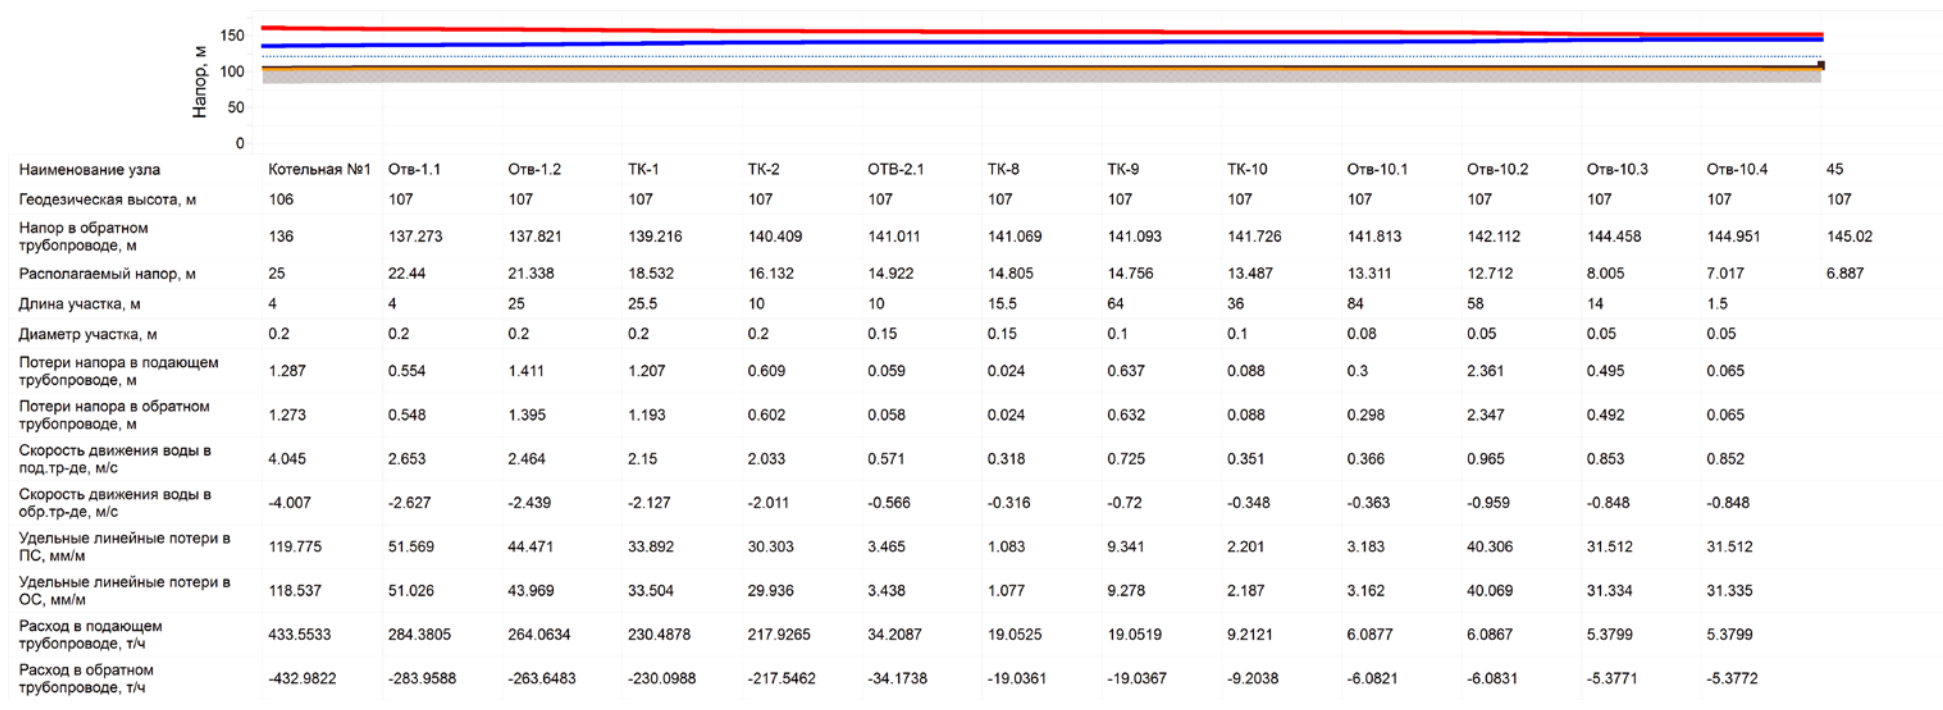 150
100
50
0
Напор, м
Наименование узла Котельная №1 Отв-1.1 Отв-1.2 ТК-1 ТК-2 ОТВ-2.1 ТК-8 ТК-9 ТК-10 Отв-10.1 Отв-10.2 Отв-10.3 Отв-10.4 45
Геодезическая высота, м 106 107 107 107 107 107 107 107 107 107 107 107 107 107
Напор в обратном
трубопроводе, м 136 137.273 137.821 139.216 140.409 141.011 141.069 141.093 141.726 141.813 142.112 144.458 144.951 145.02
Располагаемый напор, м 25 22.44 21.338 18.532 16.132 14.922 14.805 14.756 13.487 13.311 12.712 8.005 7.017 6.887
Длина участка, м 4 4 25 25.5 10 10 15.5 64 36 84 58 14 1.5
Диаметр участка, м 0.2 0.2 0.2 0.2 0.2 0.15 0.15 0.1 0.1 0.08 0.05 0.05 0.05
Потери напора в подающем
трубопроводе, м 1.287 0.554 1.411 1.207 0.609 0.059 0.024 0.637 0.088 0.3 2.361 0.495 0.065
Потери напора в обратном
трубопроводе, м 1.273 0.548 1.395 1.193 0.602 0.058 0.024 0.632 0.088 0.298 2.347 0.492 0.065
Скорость движения воды в
под.тр-де, м/с 4.045 2.653 2.464 2.15 2.033 0.571 0.318 0.725 0.351 0.366 0.965 0.853 0.852
Скорость движения воды в
обр.тр-де, м/с -4.007 -2.627 -2.439 -2.127 -2.011 -0.566 -0.316 -0.72 -0.348 -0.363 -0.959 -0.848 -0.848
Удельные линейные потери в
ПС, мм/м 119.775 51.569 44.471 33.892 30.303 3.465 1.083 9.341 2.201 3.183 40.306 31.512 31.512
Удельные линейные потери в
ОС, мм/м 118.537 51.026 43.969 33.504 29.936 3.438 1.077 9.278 2.187 3.162 40.069 31.334 31.335
Расход в подающем
трубопроводе, т/ч 433.5533 284.3805 264.0634 230.4878 217.9265 34.2087 19.0525 19.0519 9.2121 6.0877 6.0867 5.3799 5.3799
Расход в обратном
трубопроводе, т/ч -432.9822 -283.9588 -263.6483 -230.0988 -217.5462 -34.1738 -19.0361 -19.0367 -9.2038 -6.0821 -6.0831 -5.3771 -5.3772